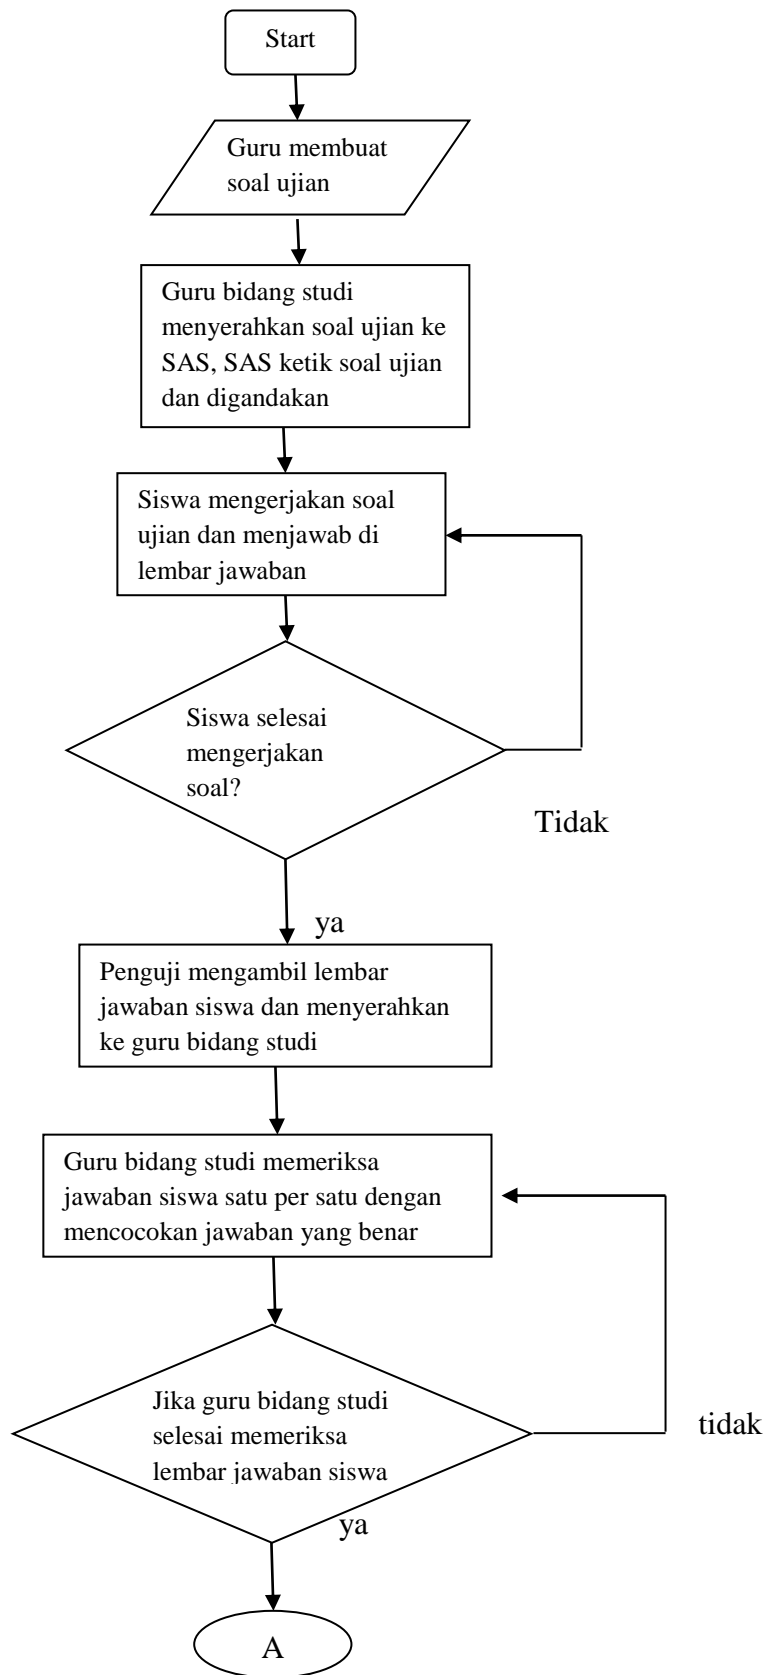 Start
Guru membuat
soal ujian
Guru bidang studi
menyerahkan soal ujian ke
SAS, SAS ketik soal ujian
dan digandakan
Siswa mengerjakan soal
ujian dan menjawab di
lembar jawaban
Siswa selesai
mengerjakan
soal?
Tidak
ya
Penguji mengambil lembar
jawaban siswa dan menyerahkan
ke guru bidang studi
Guru bidang studi memeriksa
jawaban siswa satu per satu dengan
mencocokan jawaban yang benar
Jika guru bidang studi
selesai memeriksa
lembar jawaban siswa
tidak
ya
A